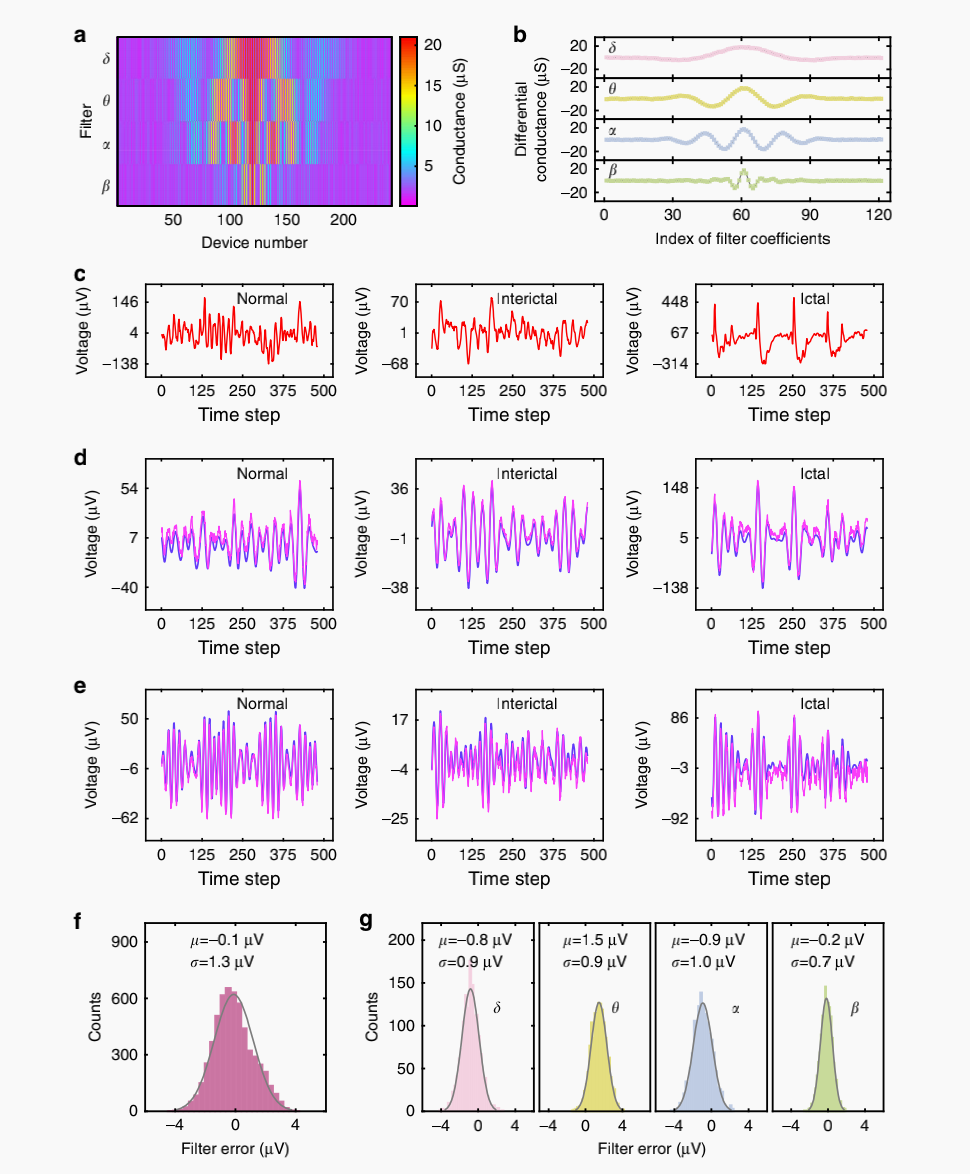 a
Filter
δ
θ
α
β
50 100 150 200
Device number
20
15
10
5
Conductance (μS)
b
Differential
conductance (μS)
20
−20
δ
20
−20
θ
20
−20
α
20
−20
β
0 30 60 90 120
Index of filter coefficients
c
Voltage (μV)
146
4
−138
Normal
0 125 250 375 500
Time step
Voltage (μV)
70
1
−68
Interictal
0 125 250 375 500
Time step
Voltage (μV)
448
67
−314
Ictal
0 125 250 375 500
Time step
d
Voltage (μV)
54
7
−40
Normal
0 125 250 375 500
Time step
Voltage (μV)
36
−1
−38
Interictal
0 125 250 375 500
Time step
Voltage (μV)
148
5
−138
Ictal
0 125 250 375 500
Time step
e
Voltage (μV)
50
−6
−62
Normal
0 125 250 375 500
Time step
Voltage (μV)
17
−4
−25
Interictal
0 125 250 375 500
Time step
Voltage (μV)
86
−3
−92
Ictal
0 125 250 375 500
Time step
f
Counts
900
600
300
0
μ=−0.1 μV
σ=1.3 μV
−4 0 4
Filter error (μV)
g
Counts
200
150
100
50
0
μ=−0.8 μV
σ=0.9 μV
δ
−4 0 4
μ=1.5 μV
σ=0.9 μV
θ
−4 0 4
μ=−0.9 μV
σ=1.0 μV
α
−4 0 4
μ=−0.2 μV
σ=0.7 μV
β
−4 0 4
Filter error (μV)